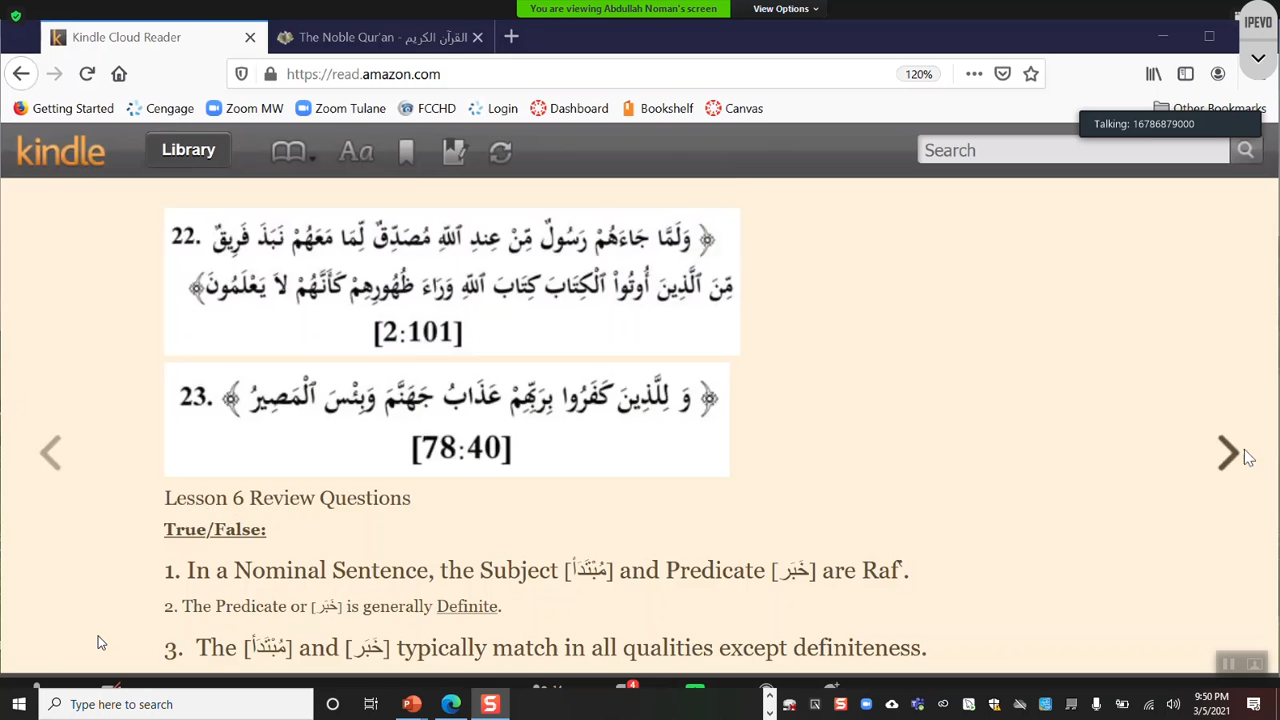 You are viewing Abdullah Noman's screen
View Options
IPEVO
Kindle Cloud Reader
The Noble Qur'an - القرآن الكريم
https://read.amazon.com
120%
Getting Started
Cengage
Zoom MW
Zoom Tulane
FCCHD
Login
Dashboard
Bookshelf
Canvas
Other Bookmarks
Talking: 16786879000
kindle
Library
Aa
Search
22. ﴿ وَلَمَّا جَاءَهُمْ رَسُولٌ مِّنْ عِندِ ٱللَّهِ مُصَدِّقٌ لِّمَا مَعَهُمْ نَبَذَ فَرِيقٌ
مِّنَ ٱلَّذِينَ أُوتُواْ ٱلْكِتَابَ كِتَابَ ٱللَّهِ وَرَاءَ ظُهُورِهِمْ كَأَنَّهُمْ لاَ يَعْلَمُونَ﴾
[2:101]
23. ﴿ وَ لِلَّذِينَ كَفَرُوا بِرَبِّهِمْ عَذَابُ جَهَنَّمَ وَبِئْسَ ٱلْمَصِيرُ ﴾
[78:40]
Lesson 6 Review Questions
True/False:
1. In a Nominal Sentence, the Subject [مُبْتَدَأ] and Predicate [خَبَر] are Raf‘.
2. The Predicate or [خَبَر] is generally Definite.
3. The [مُبْتَدَأ] and [خَبَر] typically match in all qualities except definiteness.
Type here to search
4
9:50 PM
3/5/2021